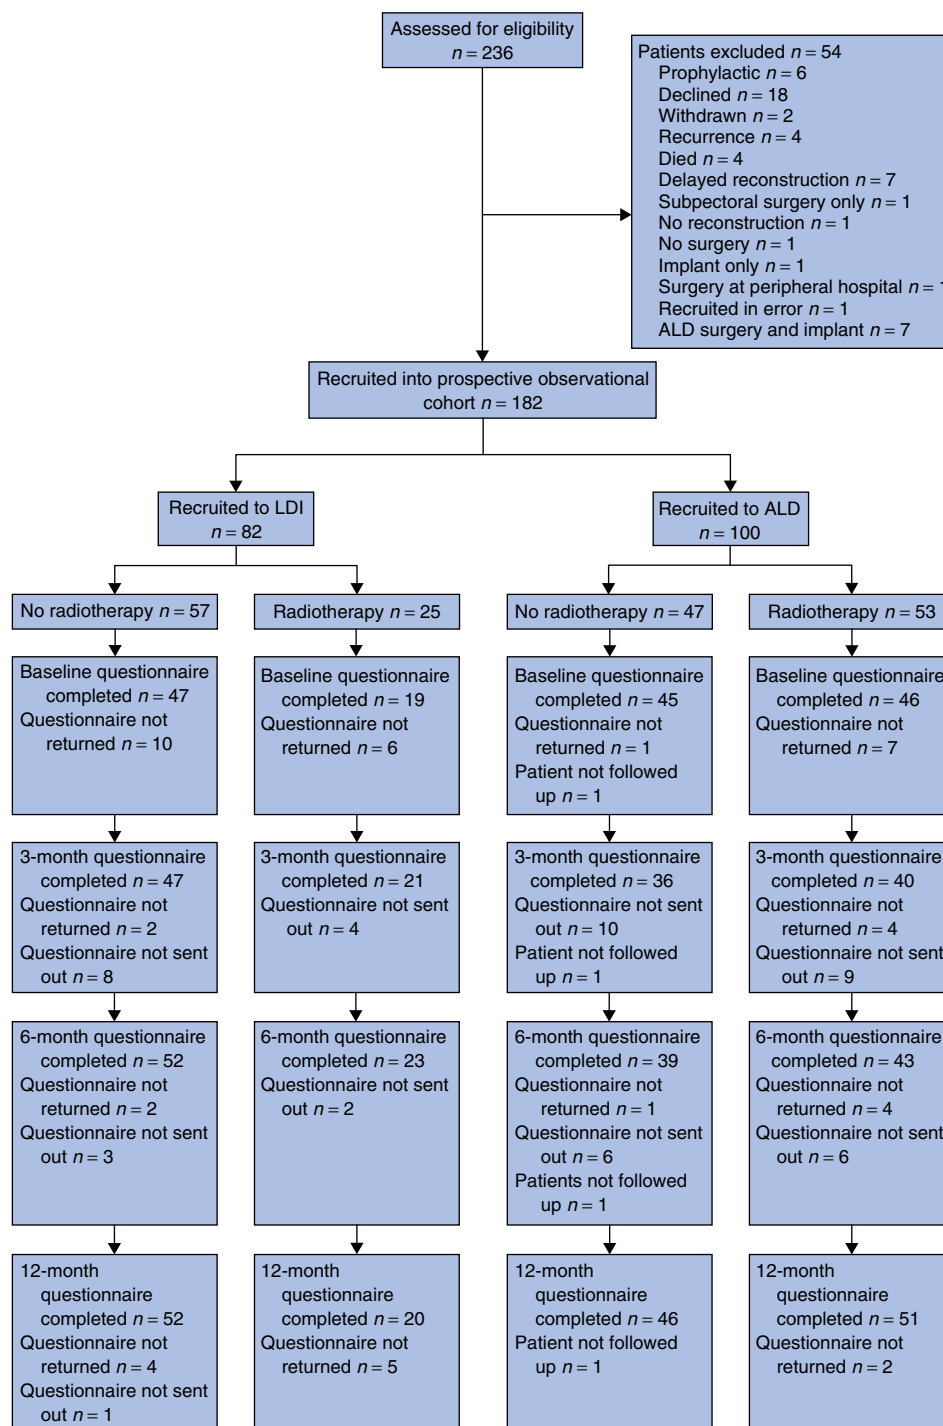 Assessed for eligibility
n = 236
Patients excluded n = 54
Prophylactic n = 6
Declined n = 18
Withdrawn n = 2
Recurrence n = 4
Died n = 4
Delayed reconstruction n = 7
Subpectoral surgery only n = 1
No reconstruction n = 1
No surgery n = 1
Implant only n = 1
Surgery at peripheral hospital n = 1
Recruited in error n = 1
ALD surgery and implant n = 7
Recruited into prospective observational
cohort n = 182
Recruited to LDI
n = 82
Recruited to ALD
n = 100
No radiotherapy n = 57
Radiotherapy n = 25
No radiotherapy n = 47
Radiotherapy n = 53
Baseline questionnaire
completed n = 47
Questionnaire not
returned n = 10
Baseline questionnaire
completed n = 19
Questionnaire not
returned n = 6
Baseline questionnaire
completed n = 45
Questionnaire not
returned n = 1
Patient not followed
up n = 1
Baseline questionnaire
completed n = 46
Questionnaire not
returned n = 7
3-month questionnaire
completed n = 47
Questionnaire not
returned n = 2
Questionnaire not sent
out n = 8
3-month questionnaire
completed n = 21
Questionnaire not sent
out n = 4
3-month questionnaire
completed n = 36
Questionnaire not sent
out n = 10
Patient not followed
up n = 1
3-month questionnaire
completed n = 40
Questionnaire not
returned n = 4
Questionnaire not sent
out n = 9
6-month questionnaire
completed n = 52
Questionnaire not
returned n = 2
Questionnaire not sent
out n = 3
6-month questionnaire
completed n = 23
Questionnaire not sent
out n = 2
6-month questionnaire
completed n = 39
Questionnaire not
returned n = 1
Questionnaire not sent
out n = 6
Patients not followed
up n = 1
6-month questionnaire
completed n = 43
Questionnaire not
returned n = 4
Questionnaire not sent
out n = 6
12-month
questionnaire
completed n = 52
Questionnaire not
returned n = 4
Questionnaire not sent
out n = 1
12-month
questionnaire
completed n = 20
Questionnaire not
returned n = 5
12-month
questionnaire
completed n = 46
Patient not followed
up n = 1
12-month
questionnaire
completed n = 51
Questionnaire not
returned n = 2